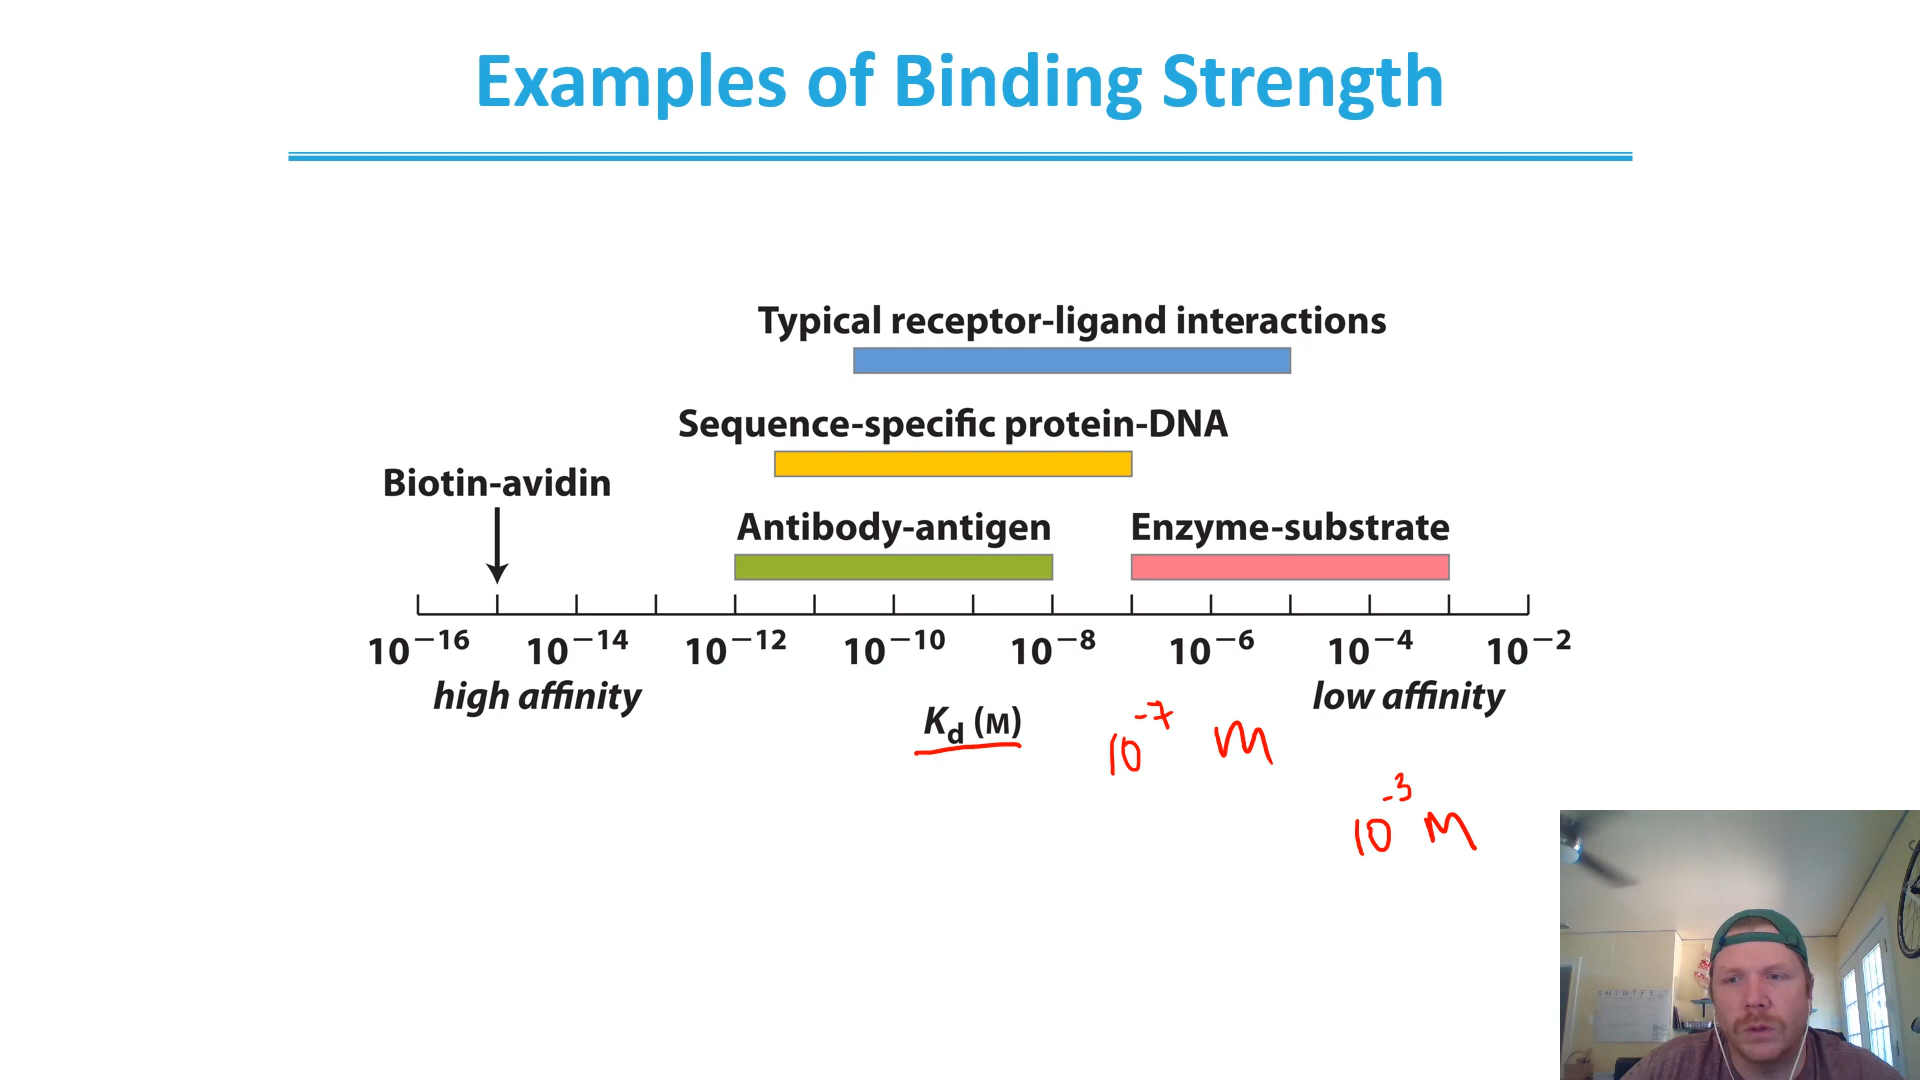 Examples of Binding Strength
Typical receptor-ligand interactions
Sequence-specific protein-DNA
Biotin-avidin
Antibody-antigen Enzyme-substrate
10⁻¹⁶ 10⁻¹⁴ 10⁻¹² 10⁻¹⁰ 10⁻⁸ 10⁻⁶ 10⁻⁴ 10⁻²
high affinity low affinity
Kd (M)
10⁻⁷ M
10⁻³ M
S M T W T F S